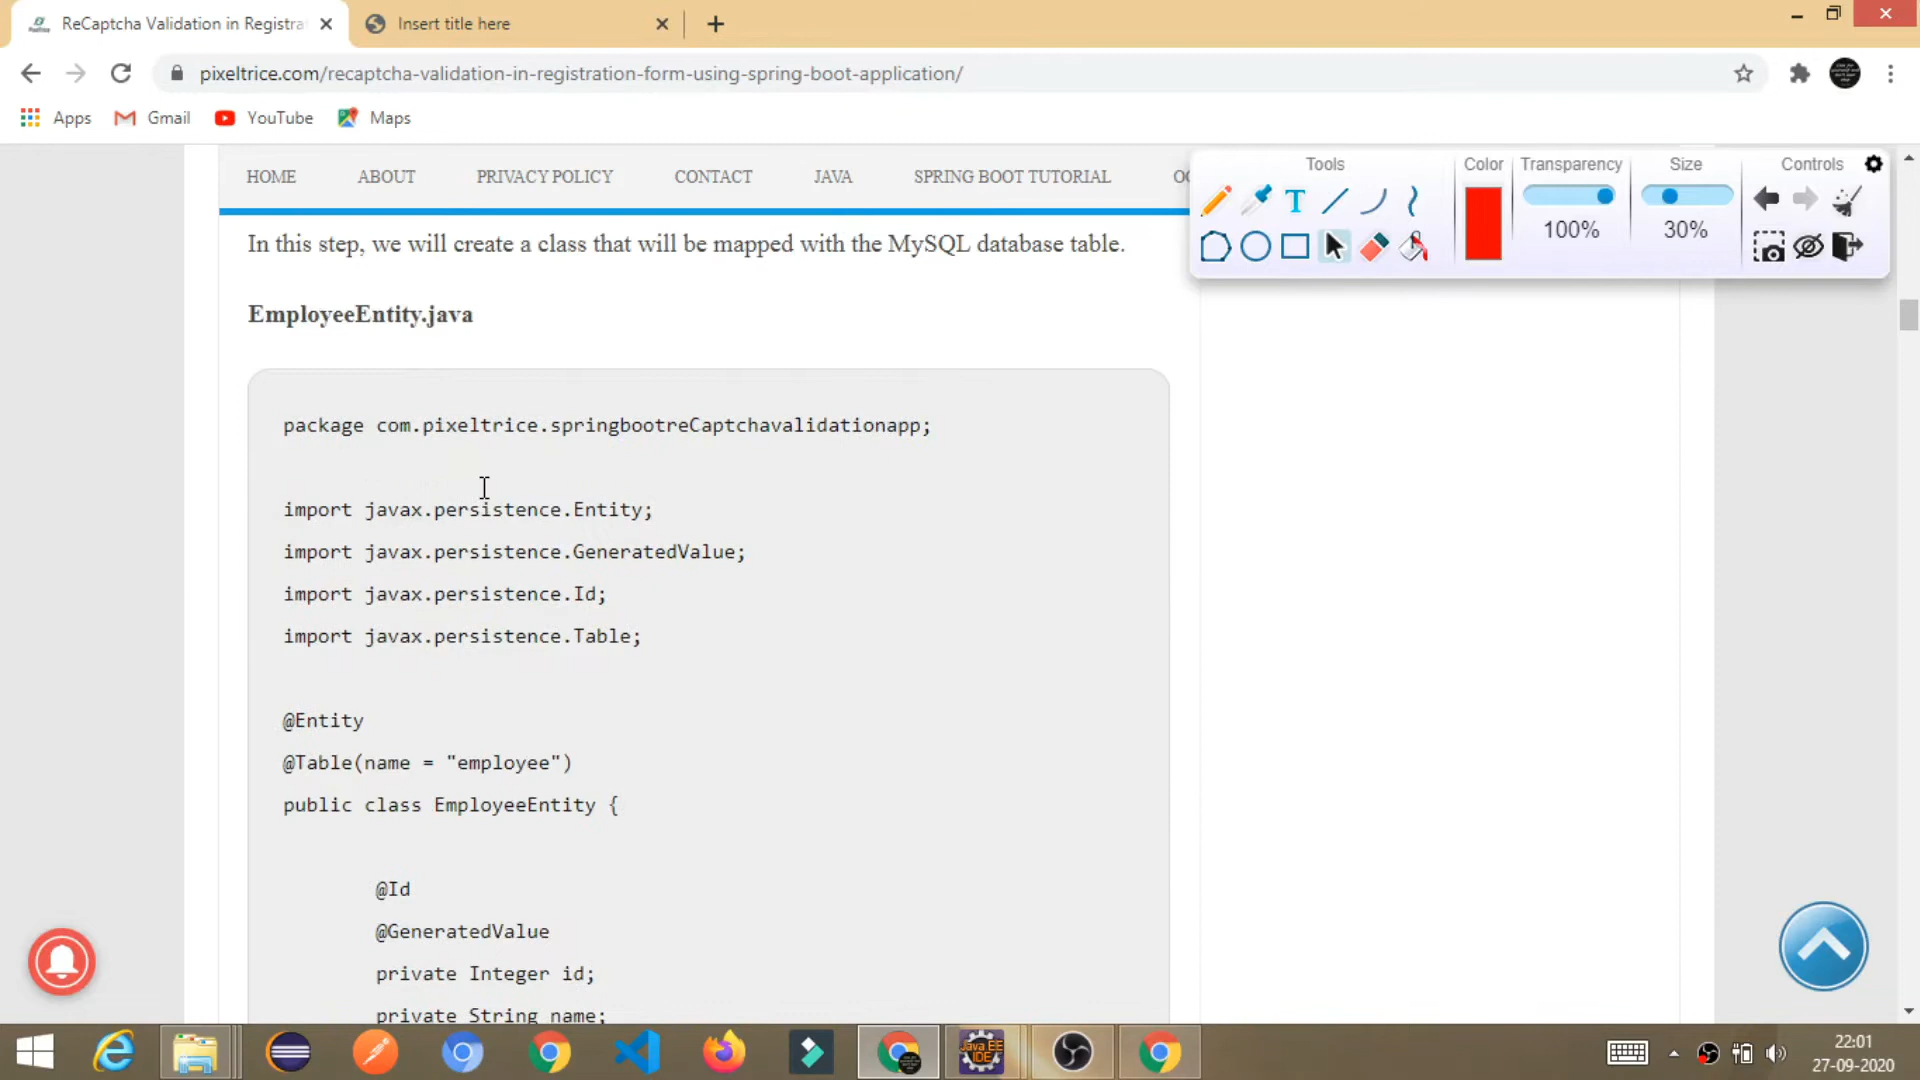 ReCaptcha Validation in Registra
Insert title here
pixeltrice.com/recaptcha-validation-in-registration-form-using-spring-boot-application/
Apps
Gmail
YouTube
Maps
HOME
ABOUT
PRIVACY POLICY
CONTACT
JAVA
SPRING BOOT TUTORIAL
Tools
Color
Transparency
Size
Controls
T
100%
30%
In this step, we will create a class that will be mapped with the MySQL database table.
EmployeeEntity.java
package com.pixeltrice.springbootreCaptchavalidationapp;
import javax.persistence.Entity;
import javax.persistence.GeneratedValue;
import javax.persistence.Id;
import javax.persistence.Table;
@Entity
@Table(name = "employee")
public class EmployeeEntity {
@Id
@GeneratedValue
private Integer id;
private String name;
Java EE
IDE
22:01
27-09-2020